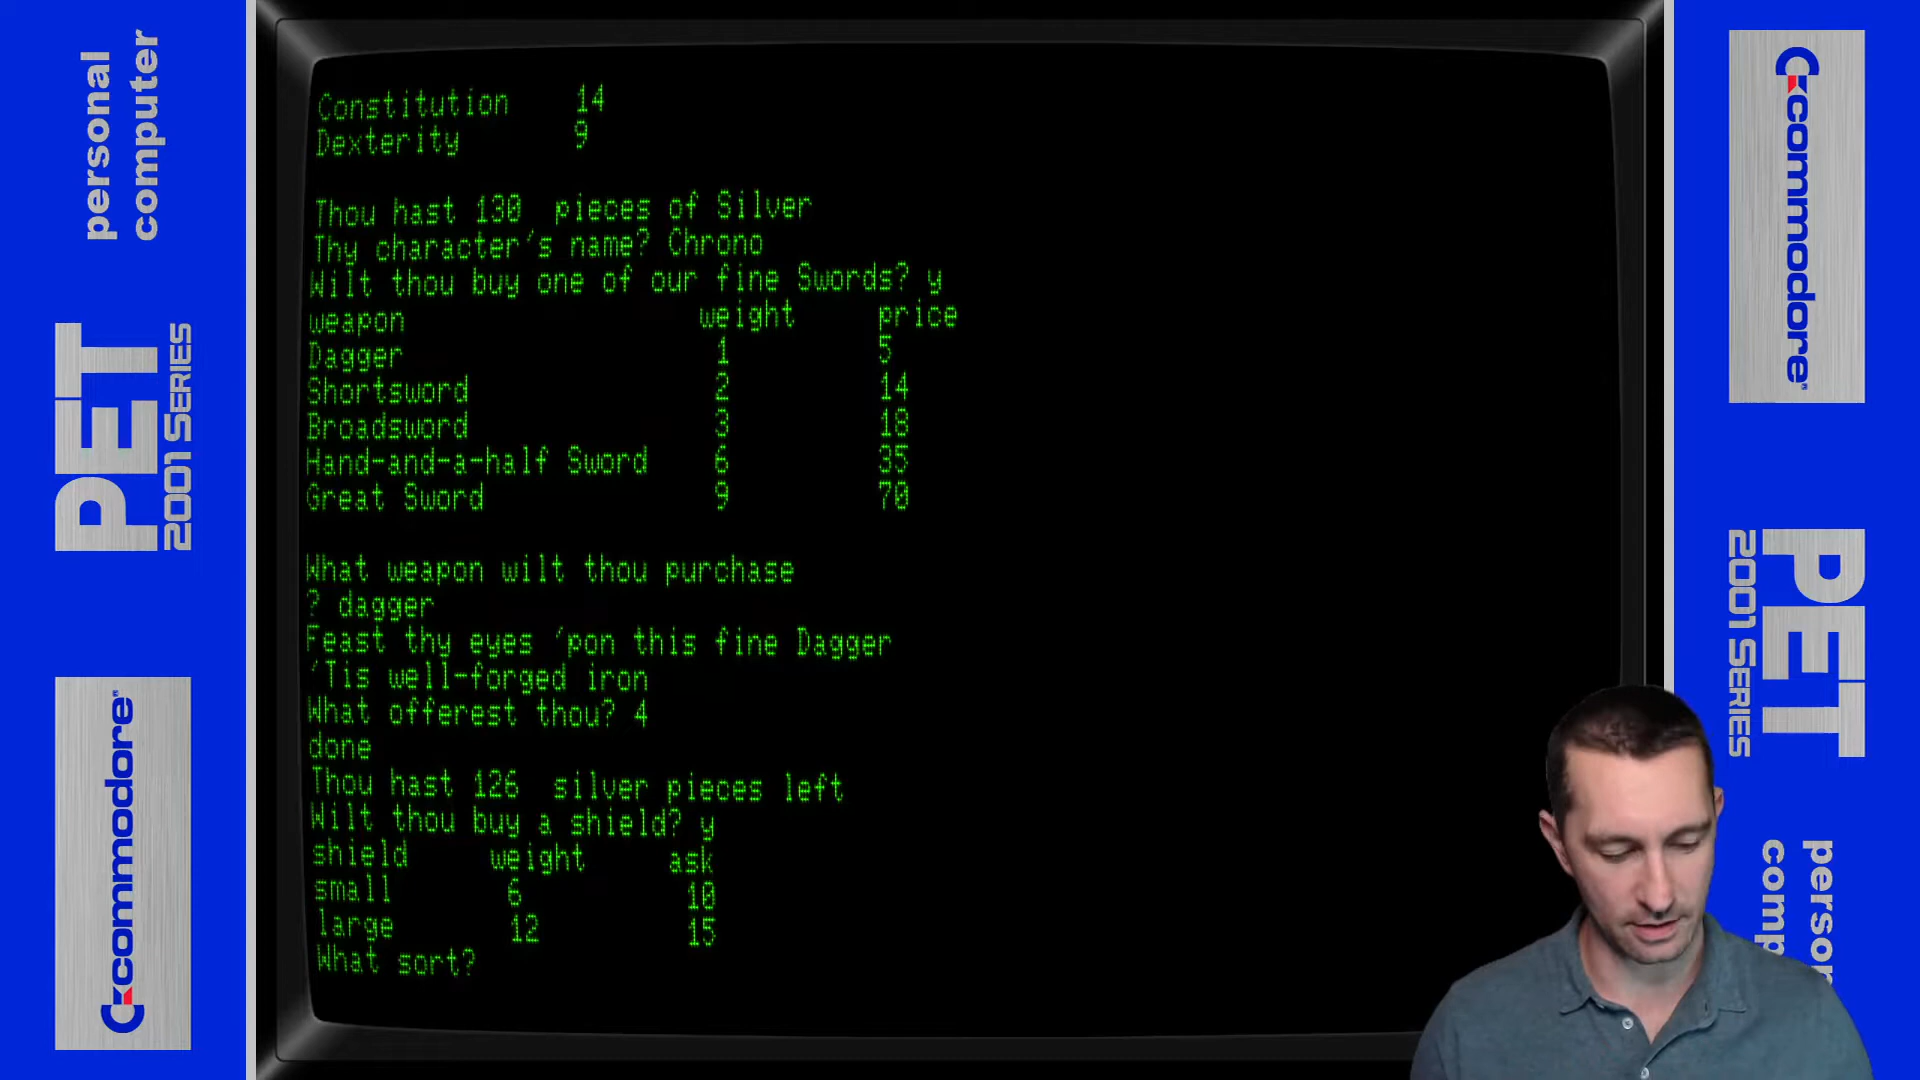 personal
computer
PET
2001 SERIES
commodore®
Constitution 14
Dexterity 9
Thou hast 130 pieces of Silver
Thy character's name? Chrono
Wilt thou buy one of our fine Swords? y
weapon weight price
Dagger 1 5
Shortsword 2 14
Broadsword 3 18
Hand-and-a-half Sword 6 35
Great Sword 9 70
What weapon wilt thou purchase
? dagger
Feast thy eyes 'pon this fine Dagger
'Tis well-forged iron
What offerest thou? 4
done
Thou hast 126 silver pieces left
Wilt thou buy a shield? y
shield weight ask
small 6 10
large 12 15
What sort?
commodore®
PET
2001 SERIES
person
comp